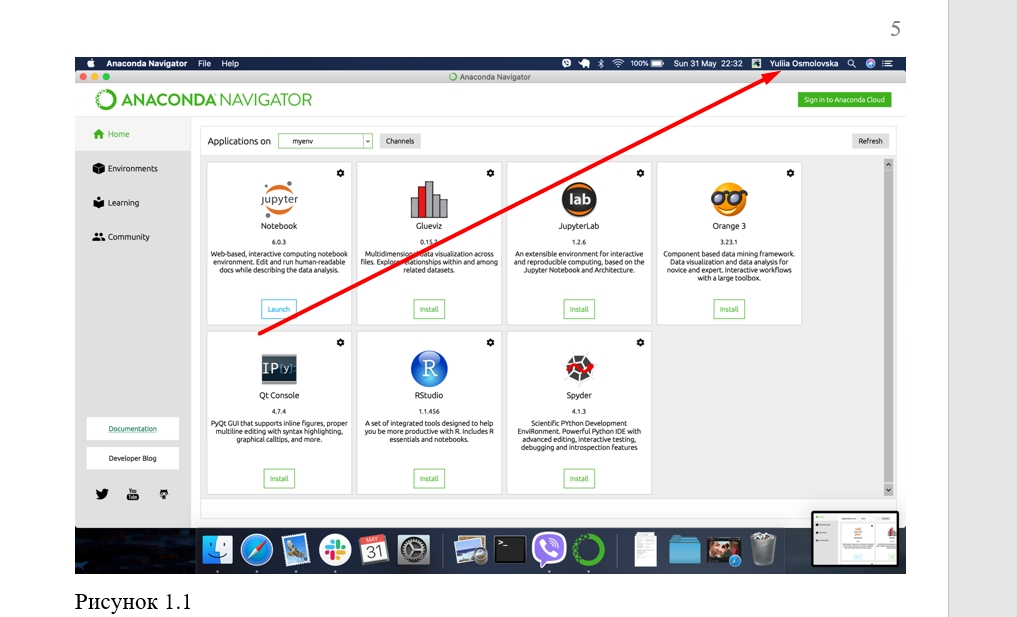 5
Anaconda Navigator File Help 100% Sun 31 May 22:32 Yuliia Osmolovska
Anaconda Navigator
ANACONDA NAVIGATOR
Sign in to Anaconda Cloud
Home
Environments
Learning
Community
Applications on myenv Channels Refresh
jupyter
Notebook
6.0.3
Web-based, interactive computing notebook
environment. Edit and run human-readable
docs while describing the data analysis.
Launch
Glueviz
0.15.2
Multidimensional data visualization across
files. Explore relationships within and among
related datasets.
Install
lab
JupyterLab
1.2.6
An extensible environment for interactive
and reproducible computing, based on the
Jupyter Notebook and Architecture.
Install
Orange 3
3.23.1
Component based data mining framework.
Data visualization and data analysis for
novice and expert. Interactive workflows
with a large toolbox.
Install
IP[y]:
Qt Console
4.7.4
PyQt GUI that supports inline figures, proper
multiline editing with syntax highlighting,
graphical calltips, and more.
Install
R
RStudio
1.1.456
A set of integrated tools designed to help
you be more productive with R. Includes R
essentials and notebooks.
Install
Spyder
4.1.3
Scientific PYthon Development
EnviRonment. Powerful Python IDE with
advanced editing, interactive testing,
debugging and introspection features
Install
Documentation
Developer Blog
You
Tube
MAY
31
Рисунок 1.1